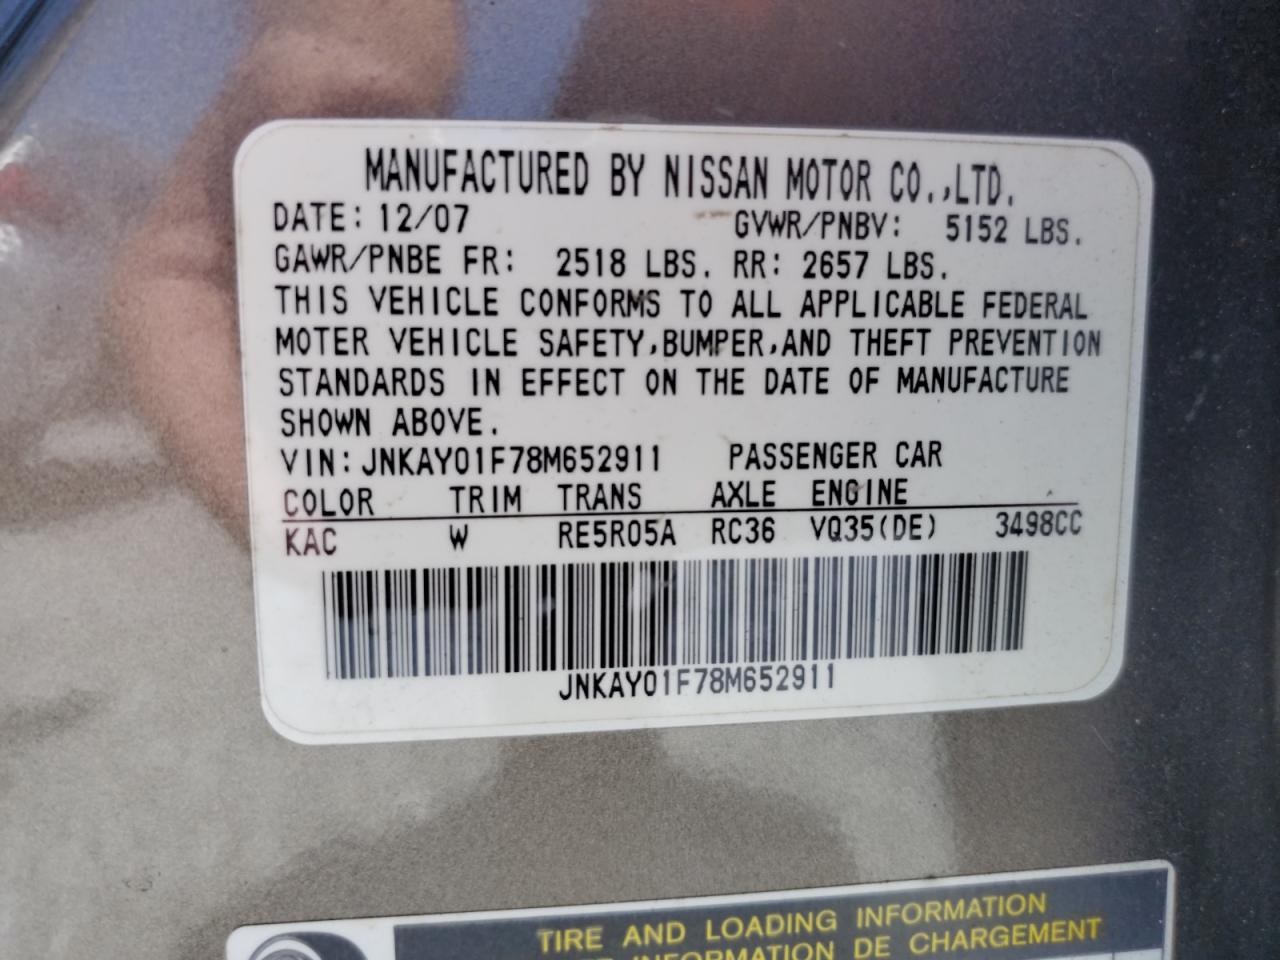 MANUFACTURED BY NISSAN MOTOR CO.,LTD.
DATE: 12/07 GVWR/PNBV: 5152 LBS.
GAWR/PNBE FR: 2518 LBS. RR: 2657 LBS.
THIS VEHICLE CONFORMS TO ALL APPLICABLE FEDERAL
MOTER VEHICLE SAFETY,BUMPER,AND THEFT PREVENTION
STANDARDS IN EFFECT ON THE DATE OF MANUFACTURE
SHOWN ABOVE.
VIN: JNKAY01F78M652911 PASSENGER CAR
COLOR TRIM TRANS AXLE ENGINE
KAC W RE5R05A RC36 VQ35(DE) 3498CC
JNKAY01F78M652911
TIRE AND LOADING INFORMATION
INFORMATION DE CHARGEMENT